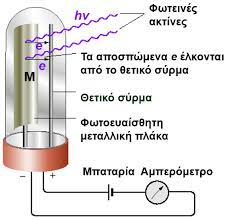 hν
Φωτεινές
ακτίνες
e
e
M
Τα αποσπώμενα e έλκονται
από το θετικό σύρμα
Θετικό σύρμα
Φωτοευαίσθητη
μεταλλική πλάκα
− +
Μπαταρία Αμπερόμετρο